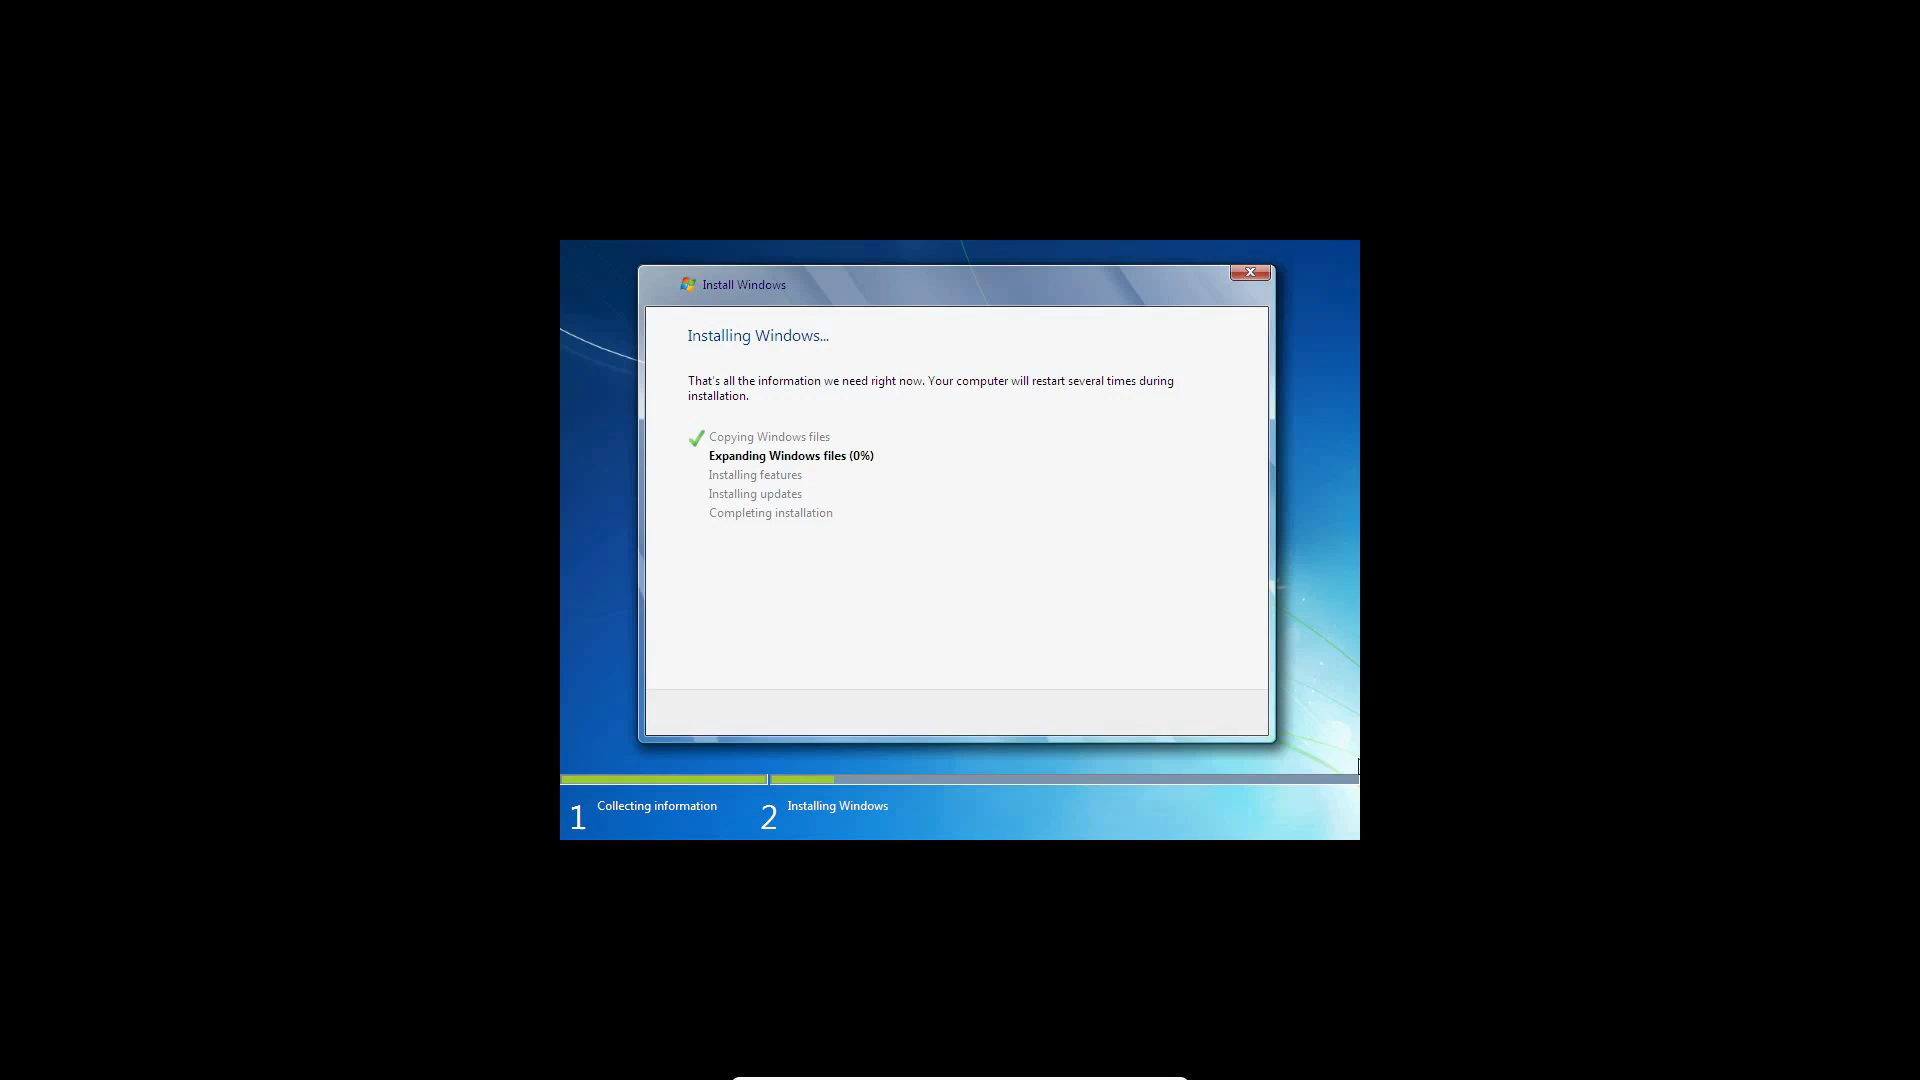 Install Windows
Installing Windows...
That's all the information we need right now. Your computer will restart several times during
installation.
Copying Windows files
Expanding Windows files (0%)
Installing features
Installing updates
Completing installation
1 Collecting information
2 Installing Windows